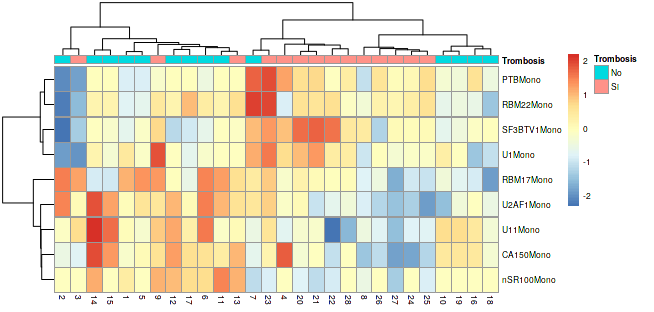 Trombosis
PTBMono
RBM22Mono
SF3BTV1Mono
U1Mono
RBM17Mono
U2AF1Mono
U11Mono
CA150Mono
nSR100Mono
2
1
0
-1
-2
Trombosis
No
SI
2 3 14 15 1 5 9 12 17 6 11 13 7 23 4 20 21 22 28 8 26 27 24 25 10 19 16 18